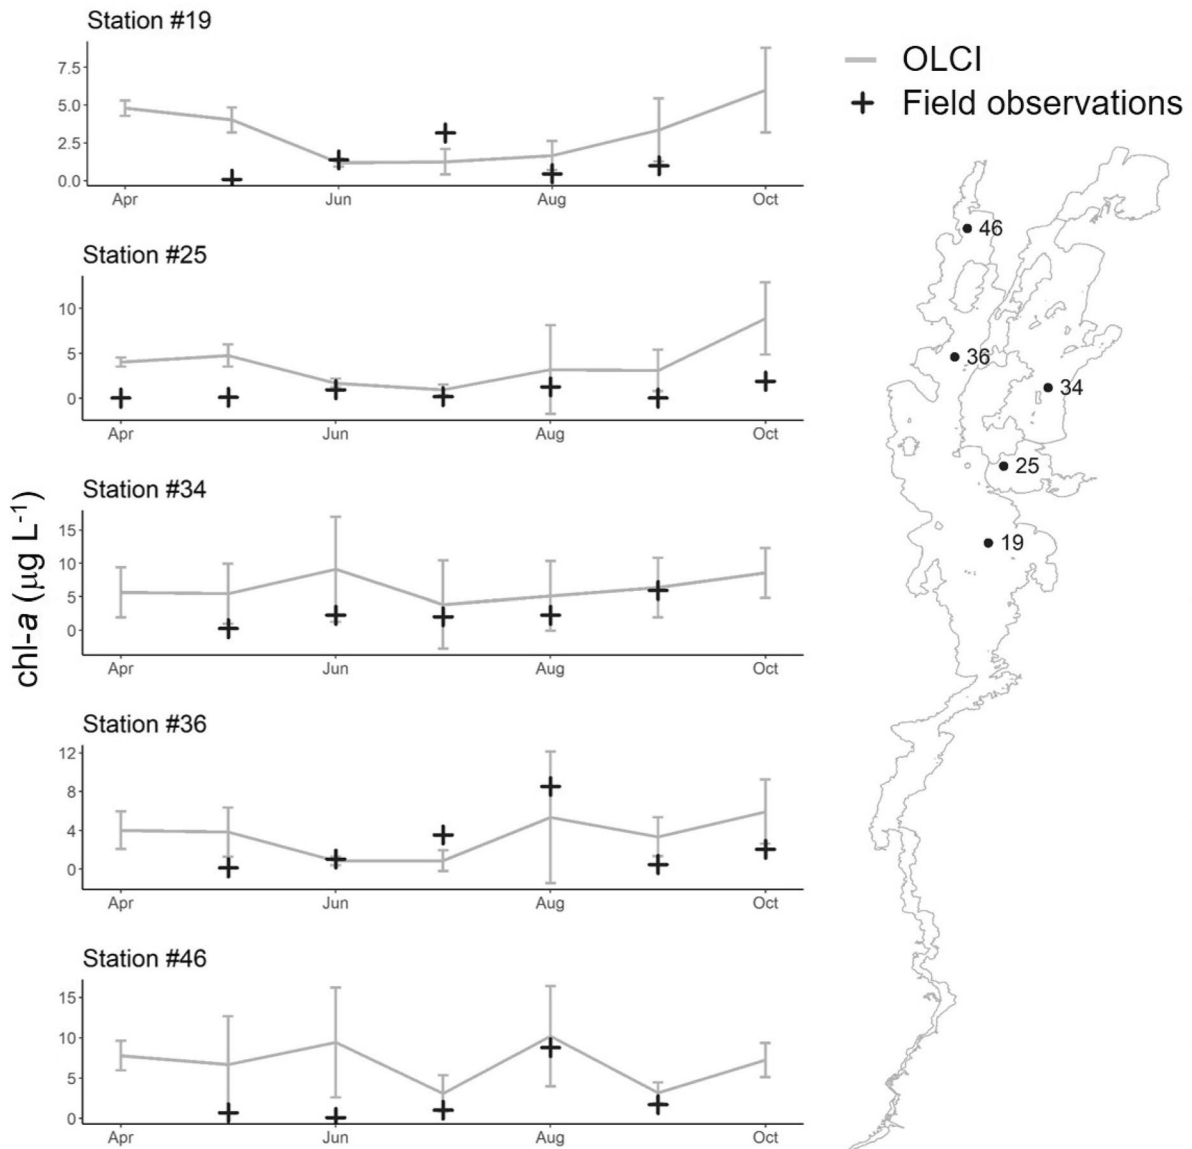 Station #19
7.5
5.0
2.5
0.0
Apr
Jun
Aug
Oct
OLCI
Field observations
Station #25
10
5
0
Apr
Jun
Aug
Oct
Station #34
15
10
5
0
Apr
Jun
Aug
Oct
chl-a (µg L⁻¹)
Station #36
12
8
4
0
Apr
Jun
Aug
Oct
Station #46
15
10
5
0
Apr
Jun
Aug
Oct
46
36
34
25
19